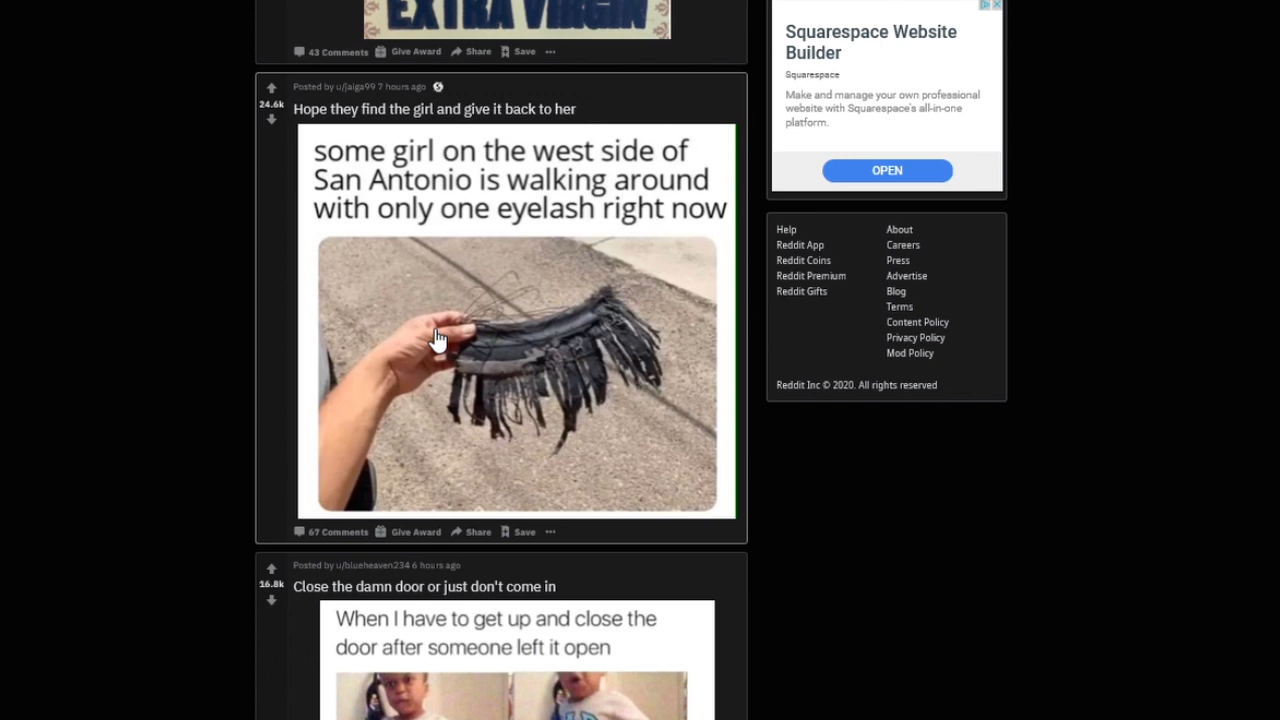 EXTRA VIRGIN
43 Comments Give Award Share Save
Posted by u/jaiga99 7 hours ago
24.6k
Hope they find the girl and give it back to her
some girl on the west side of
San Antonio is walking around
with only one eyelash right now
67 Comments Give Award Share Save
Posted by u/blueheaven234 6 hours ago
16.8k
Close the damn door or just don't come in
When I have to get up and close the
door after someone left it open
Squarespace Website
Builder
Squarespace
Make and manage your own professional
website with Squarespace's all-in-one
platform.
OPEN
Help About
Reddit App Careers
Reddit Coins Press
Reddit Premium Advertise
Reddit Gifts Blog
Terms
Content Policy
Privacy Policy
Mod Policy
Reddit Inc © 2020. All rights reserved